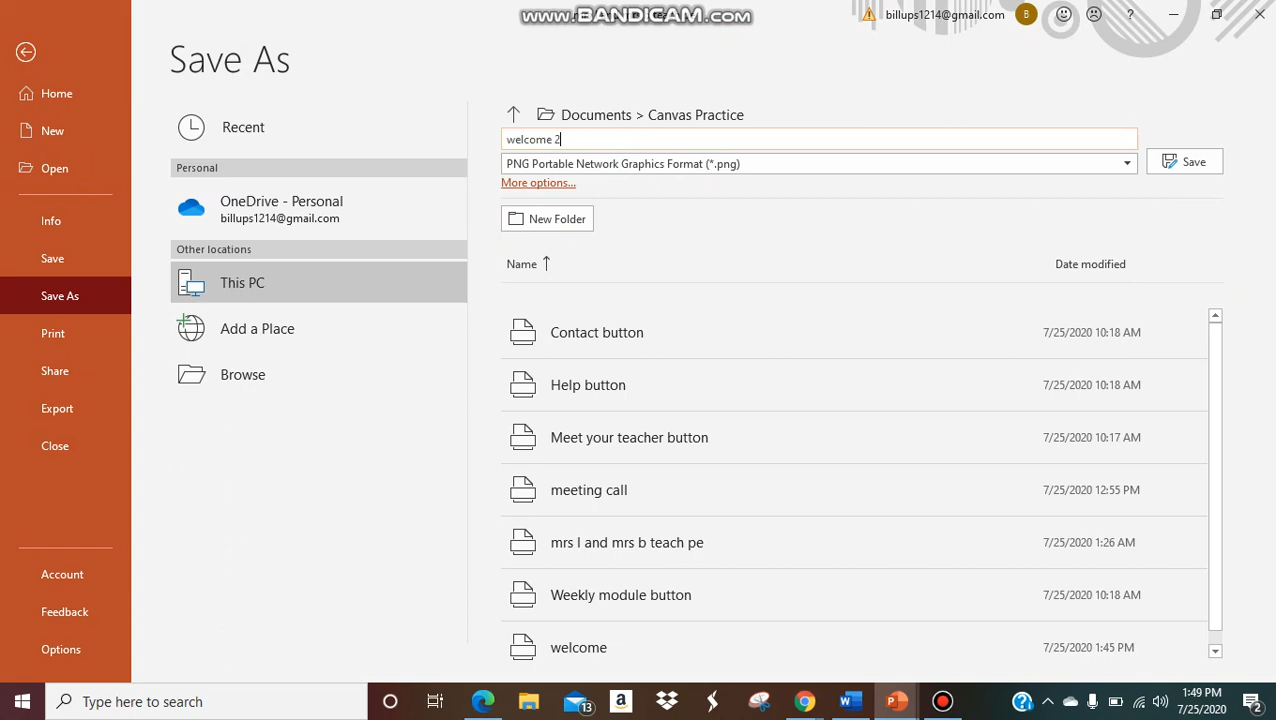 www.BANDICAM.com
billups1214@gmail.com B ?
Save As
Home
New
Open
Info
Save
Save As
Print
Share
Export
Close
Account
Feedback
Options
Recent
Personal
OneDrive - Personal
billups1214@gmail.com
Other locations
This PC
Add a Place
Browse
Documents > Canvas Practice
welcome 2
PNG Portable Network Graphics Format (*.png)
Save
More options...
New Folder
Name Date modified
Contact button 7/25/2020 10:18 AM
Help button 7/25/2020 10:18 AM
Meet your teacher button 7/25/2020 10:17 AM
meeting call 7/25/2020 12:55 PM
mrs l and mrs b teach pe 7/25/2020 1:26 AM
Weekly module button 7/25/2020 10:18 AM
welcome 7/25/2020 1:45 PM
Type here to search
13
1:49 PM
7/25/2020
2